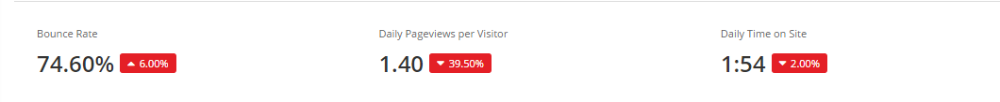 Bounce Rate
74.60% 6.00%
Daily Pageviews per Visitor
1.40 39.50%
Daily Time on Site
1:54 2.00%